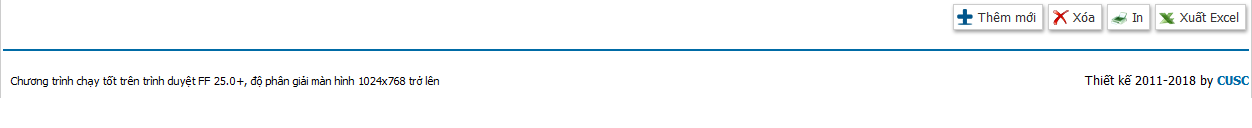 Thêm mới Xóa In Xuất Excel
Chương trình chạy tốt trên trình duyệt FF 25.0+, độ phân giải màn hình 1024x768 trở lên Thiết kế 2011-2018 by CUSC